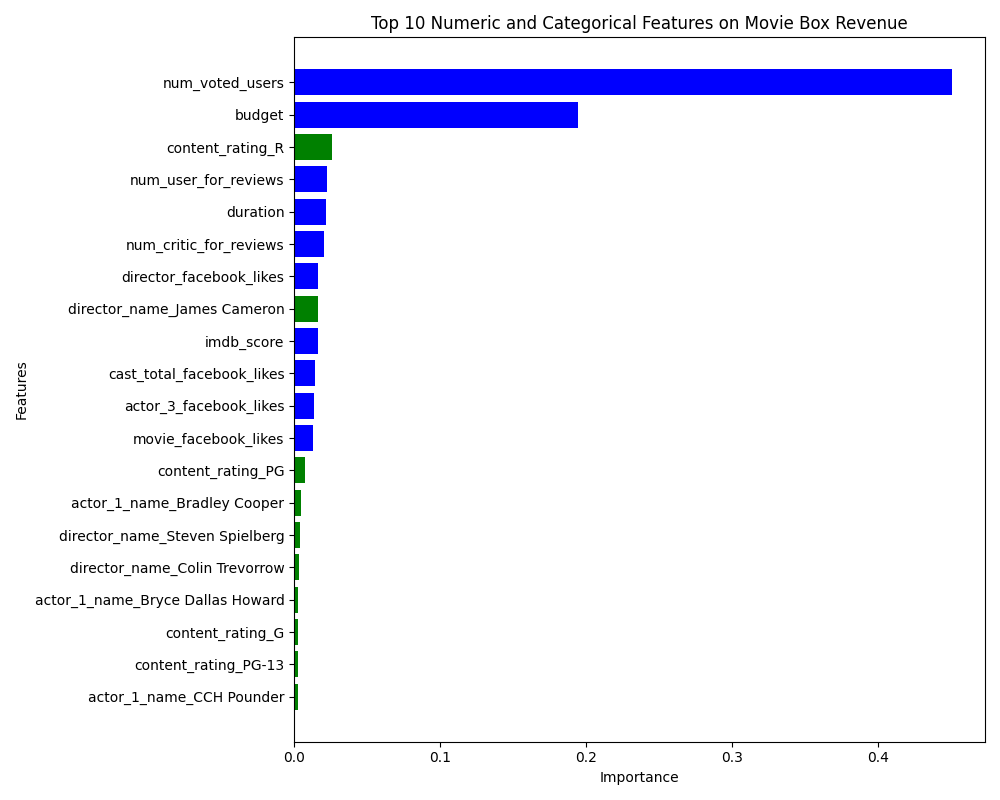 Top 10 Numeric and Categorical Features on Movie Box Revenue
Features
num_voted_users
budget
content_rating_R
num_user_for_reviews
duration
num_critic_for_reviews
director_facebook_likes
director_name_James Cameron
imdb_score
cast_total_facebook_likes
actor_3_facebook_likes
movie_facebook_likes
content_rating_PG
actor_1_name_Bradley Cooper
director_name_Steven Spielberg
director_name_Colin Trevorrow
actor_1_name_Bryce Dallas Howard
content_rating_G
content_rating_PG-13
actor_1_name_CCH Pounder
0.0 0.1 0.2 0.3 0.4
Importance